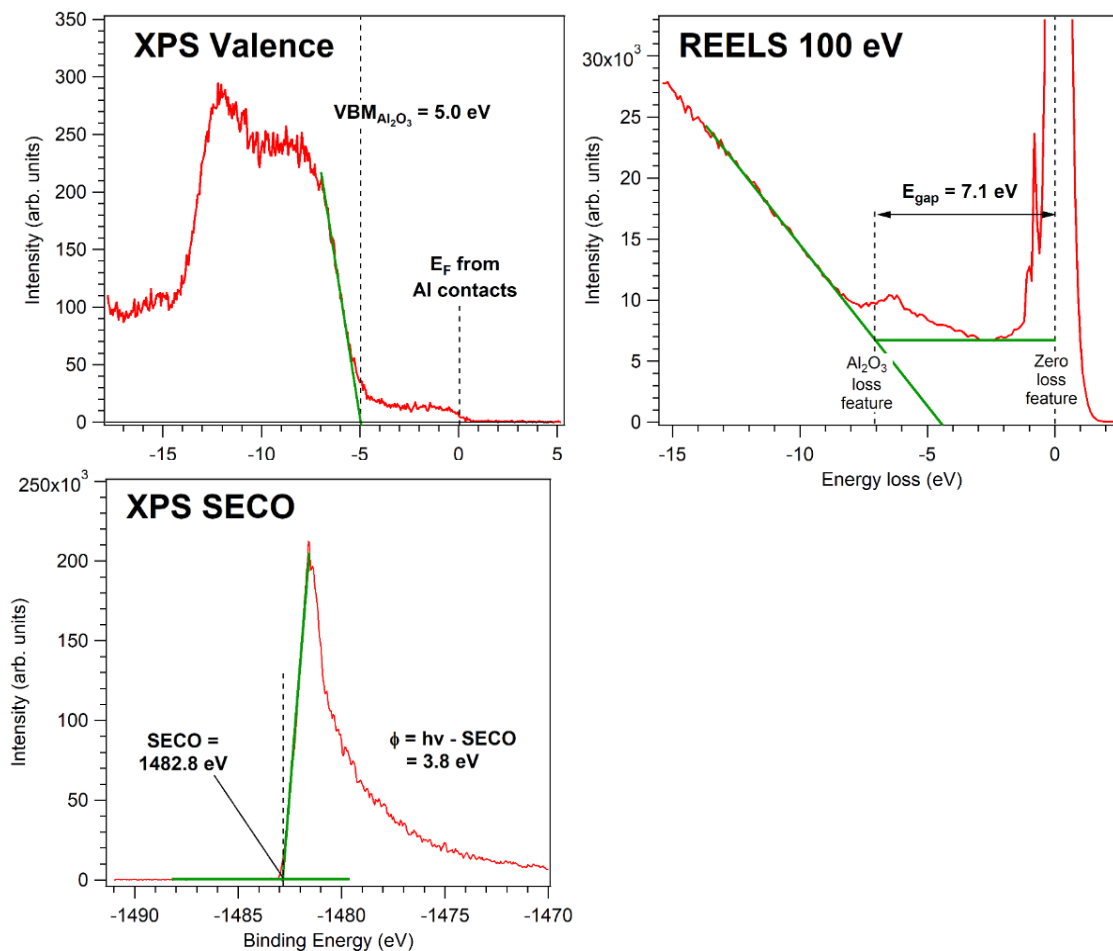 XPS Valence
350
300
250
200
150
100
50
0
Intensity (arb. units)
VBM_Al₂O₃ = 5.0 eV
E_F from
Al contacts
-15
-10
-5
0
5
REELS 100 eV
30x10³
25
20
15
10
5
0
Intensity (arb. units)
E_gap = 7.1 eV
Al₂O₃
loss
feature
Zero
loss
feature
-15
-10
-5
0
Energy loss (eV)
XPS SECO
250x10³
200
150
100
50
0
Intensity (arb. units)
SECO =
1482.8 eV
ϕ = hν - SECO
= 3.8 eV
-1490
-1485
-1480
-1475
-1470
Binding Energy (eV)